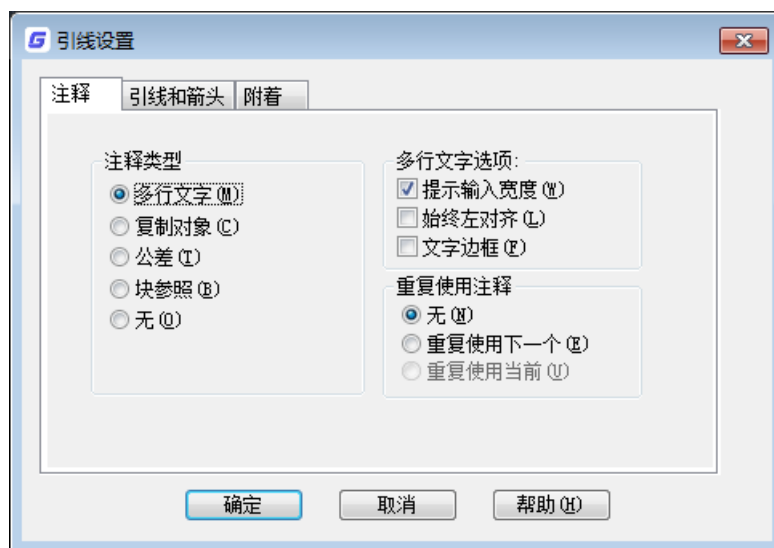 引线设置
注释
引线和箭头
附着
注释类型
多行文字(M)
复制对象(C)
公差(T)
块参照(B)
无(O)
多行文字选项:
提示输入宽度(W)
始终左对齐(L)
文字边框(F)
重复使用注释
无(N)
重复使用下一个(E)
重复使用当前(U)
确定
取消
帮助(H)